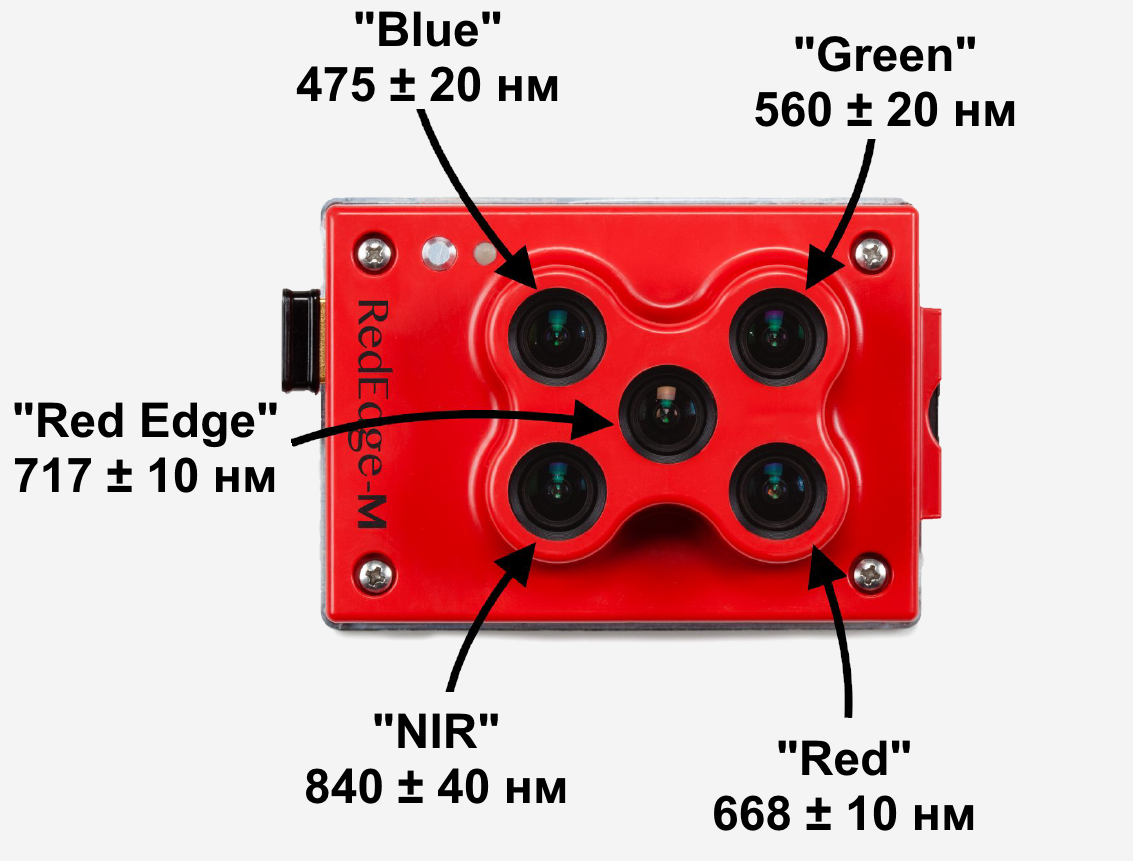 "Blue"
475 ± 20 нм
"Green"
560 ± 20 нм
"Red Edge"
717 ± 10 нм
RedEdge-M
"NIR"
840 ± 40 нм
"Red"
668 ± 10 нм